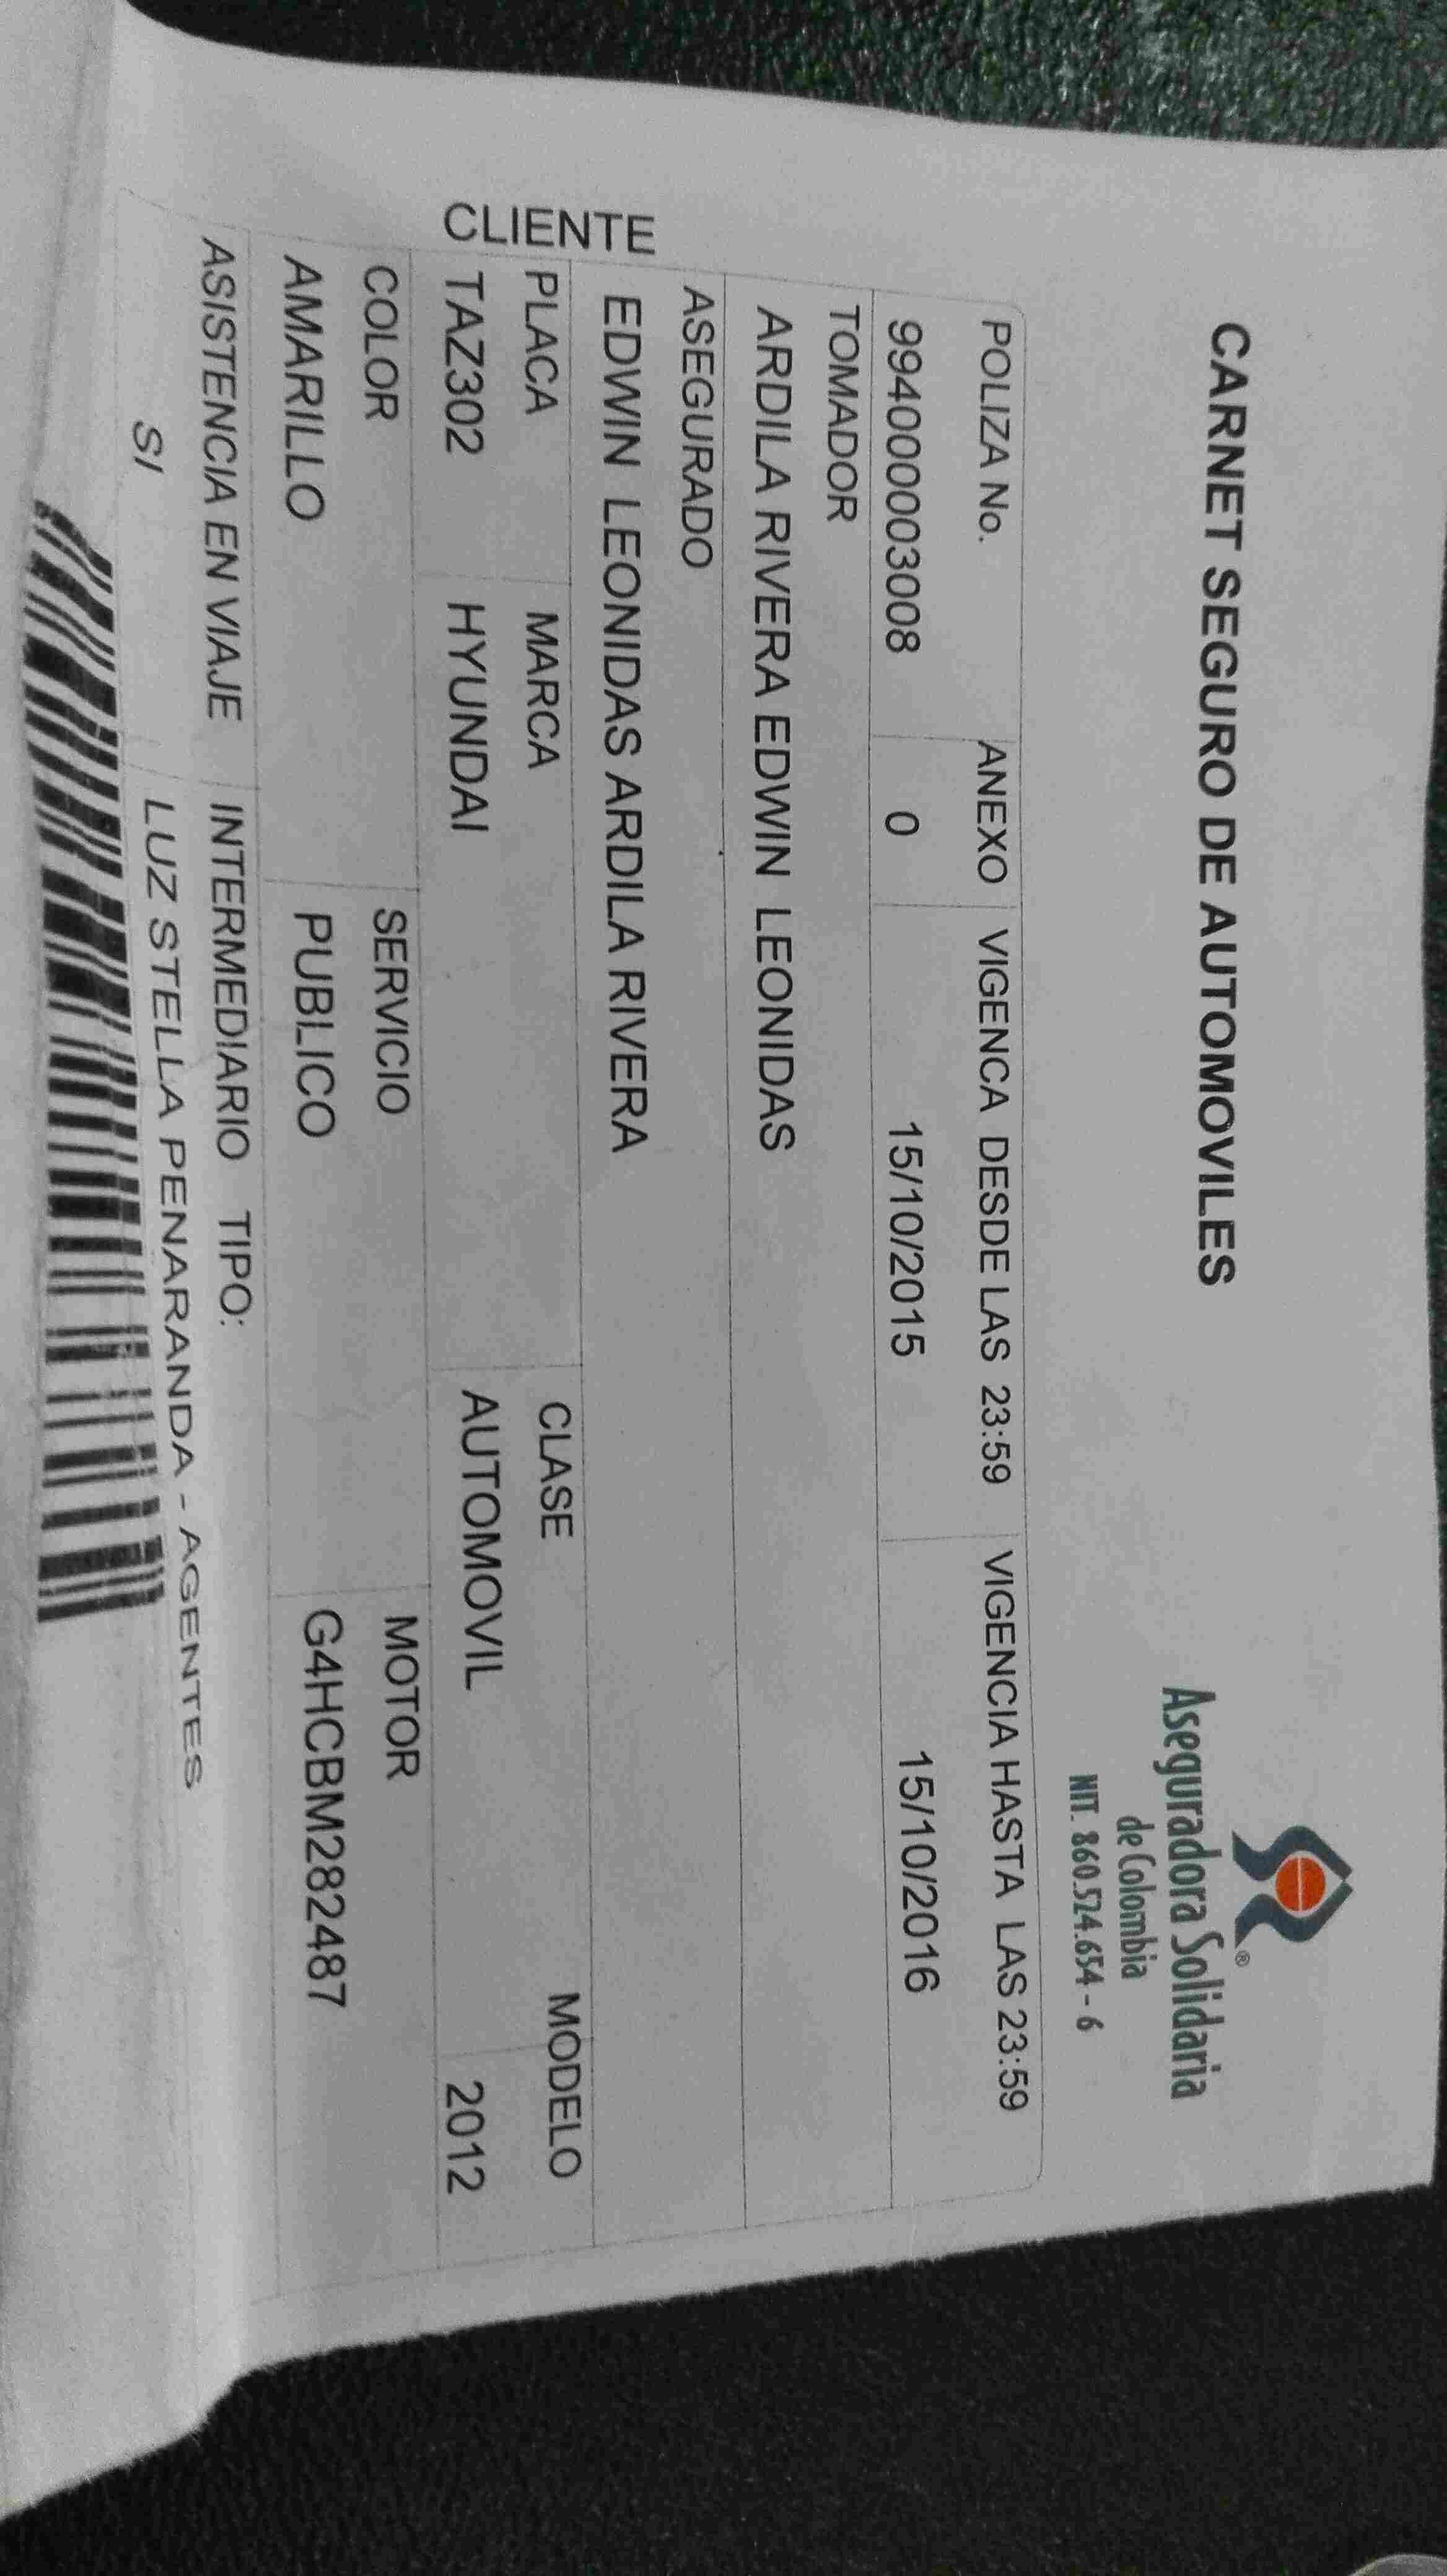 CARNET SEGURO DE AUTOMOVILES
Aseguradora Solidaria
de Colombia
NIT. 860.524.654 - 6
POLIZA No. ANEXO VIGENCA DESDE LAS 23:59 VIGENCIA HASTA LAS 23:59
994000003008 0 15/10/2015 15/10/2016
TOMADOR
ARDILA RIVERA EDWIN LEONIDAS
ASEGURADO
EDWIN LEONIDAS ARDILA RIVERA
CLIENTE
PLACA MARCA CLASE MODELO
TAZ302 HYUNDAI AUTOMOVIL 2012
COLOR SERVICIO MOTOR
AMARILLO PUBLICO G4HCBM282487
ASISTENCIA EN VIAJE INTERMEDIARIO TIPO:
SI LUZ STELLA PENARANDA - AGENTES